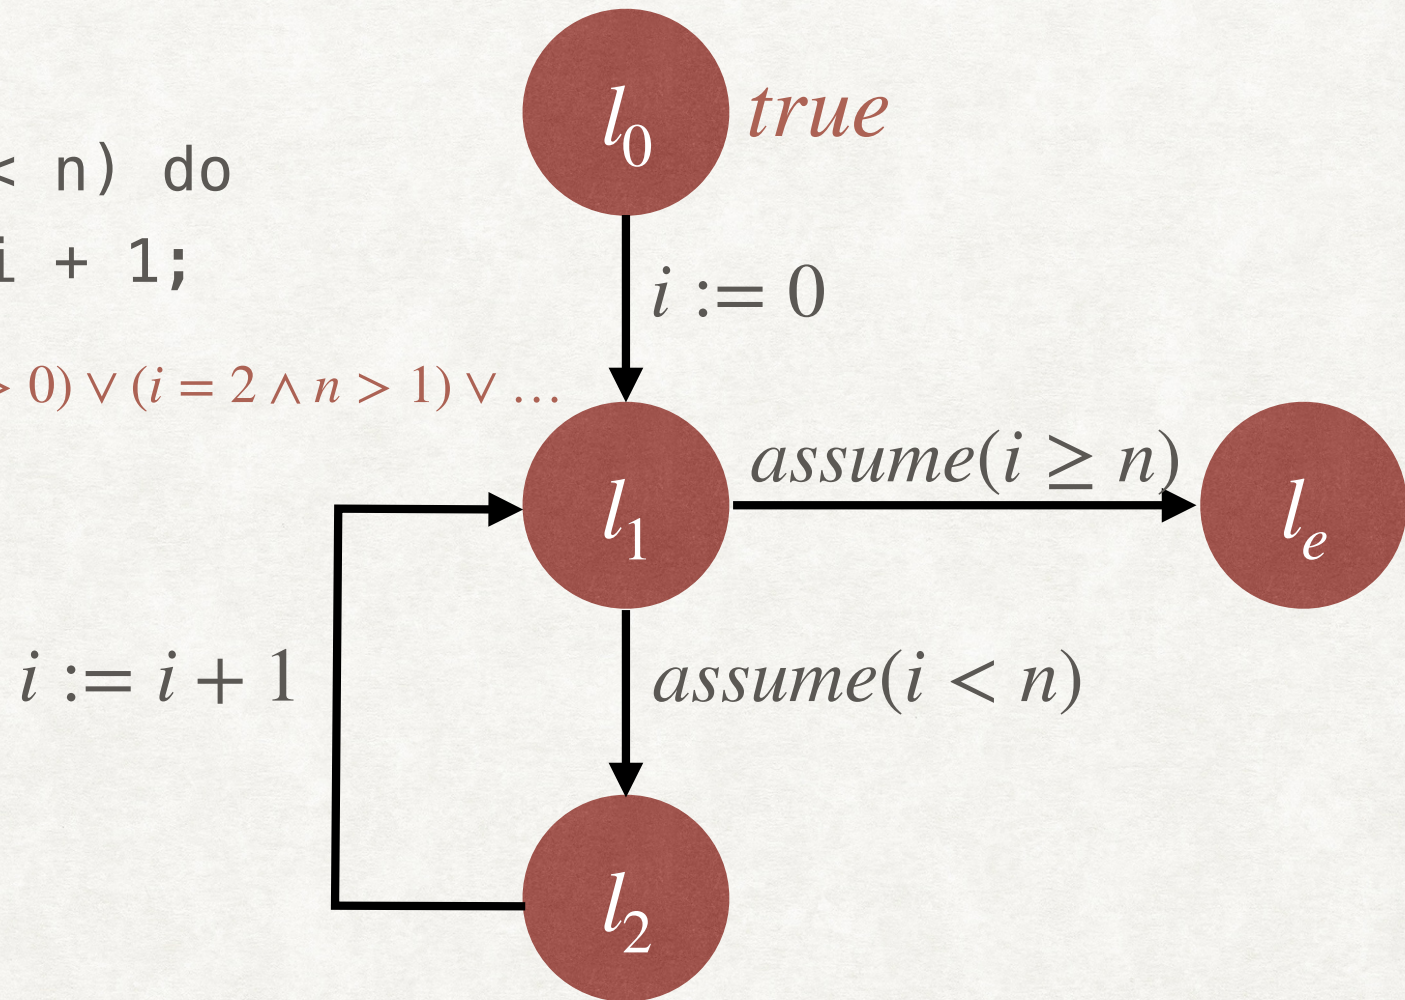 l₀ true
< n) do
i + 1;
i := 0
> 0) ∨ (i = 2 ∧ n > 1) ∨ …
assume(i ≥ n)
l₁ lₑ
i := i + 1 assume(i < n)
l₂